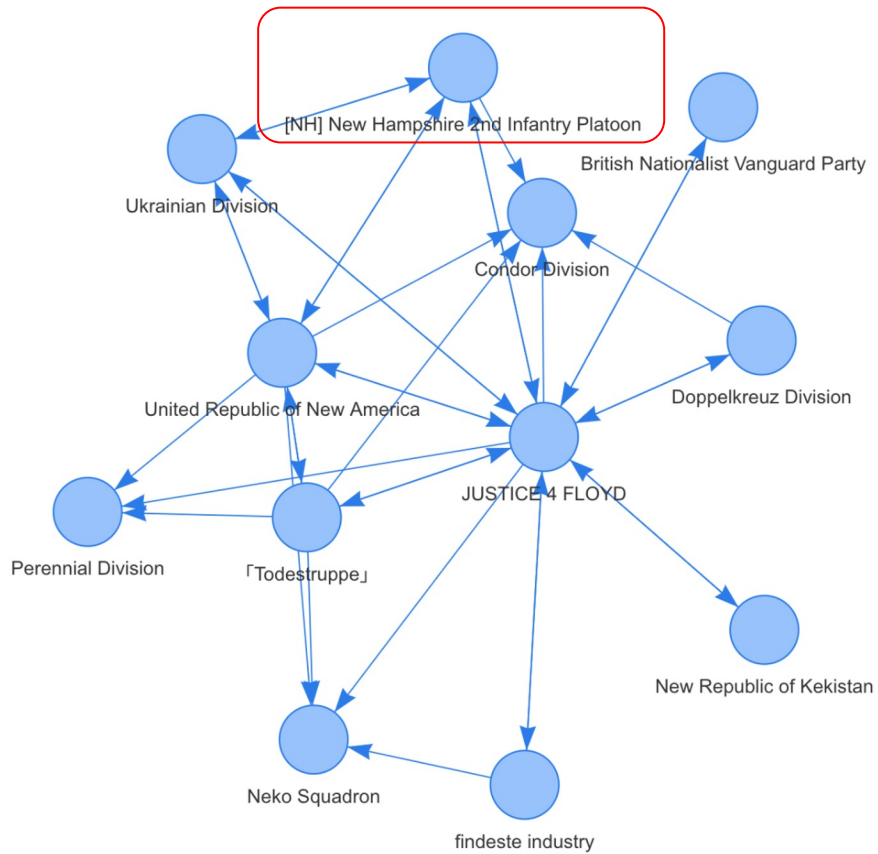 [NH] New Hampshire 2nd Infantry Platoon
British Nationalist Vanguard Party
Ukrainian Division
Condor Division
Doppelkreuz Division
United Republic of New America
JUSTICE 4 FLOYD
Perennial Division
「Todestruppe」
New Republic of Kekistan
Neko Squadron
findeste industry